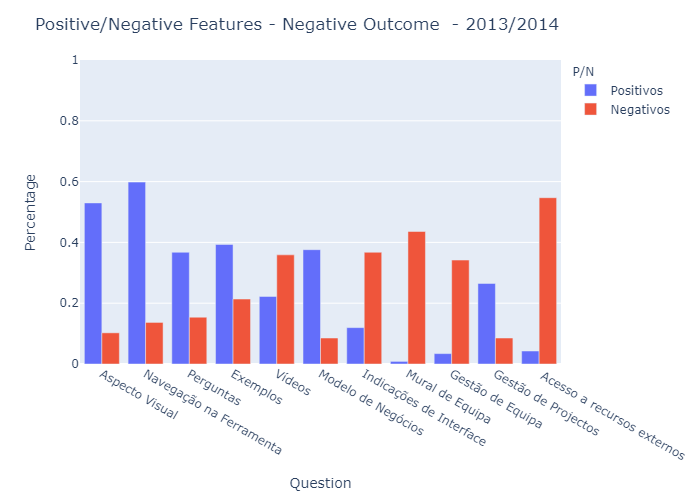 Positive/Negative Features - Negative Outcome  - 2013/2014
P/N
Positivos
Negativos
Percentage
1
0.8
0.6
0.4
0.2
0
Aspecto Visual
Navegação na Ferramenta
Perguntas
Exemplos
Vídeos
Modelo de Negócios
Indicações de Interface
Mural de Equipa
Gestão de Equipa
Gestão de Projectos
Acesso a recursos externos
Question